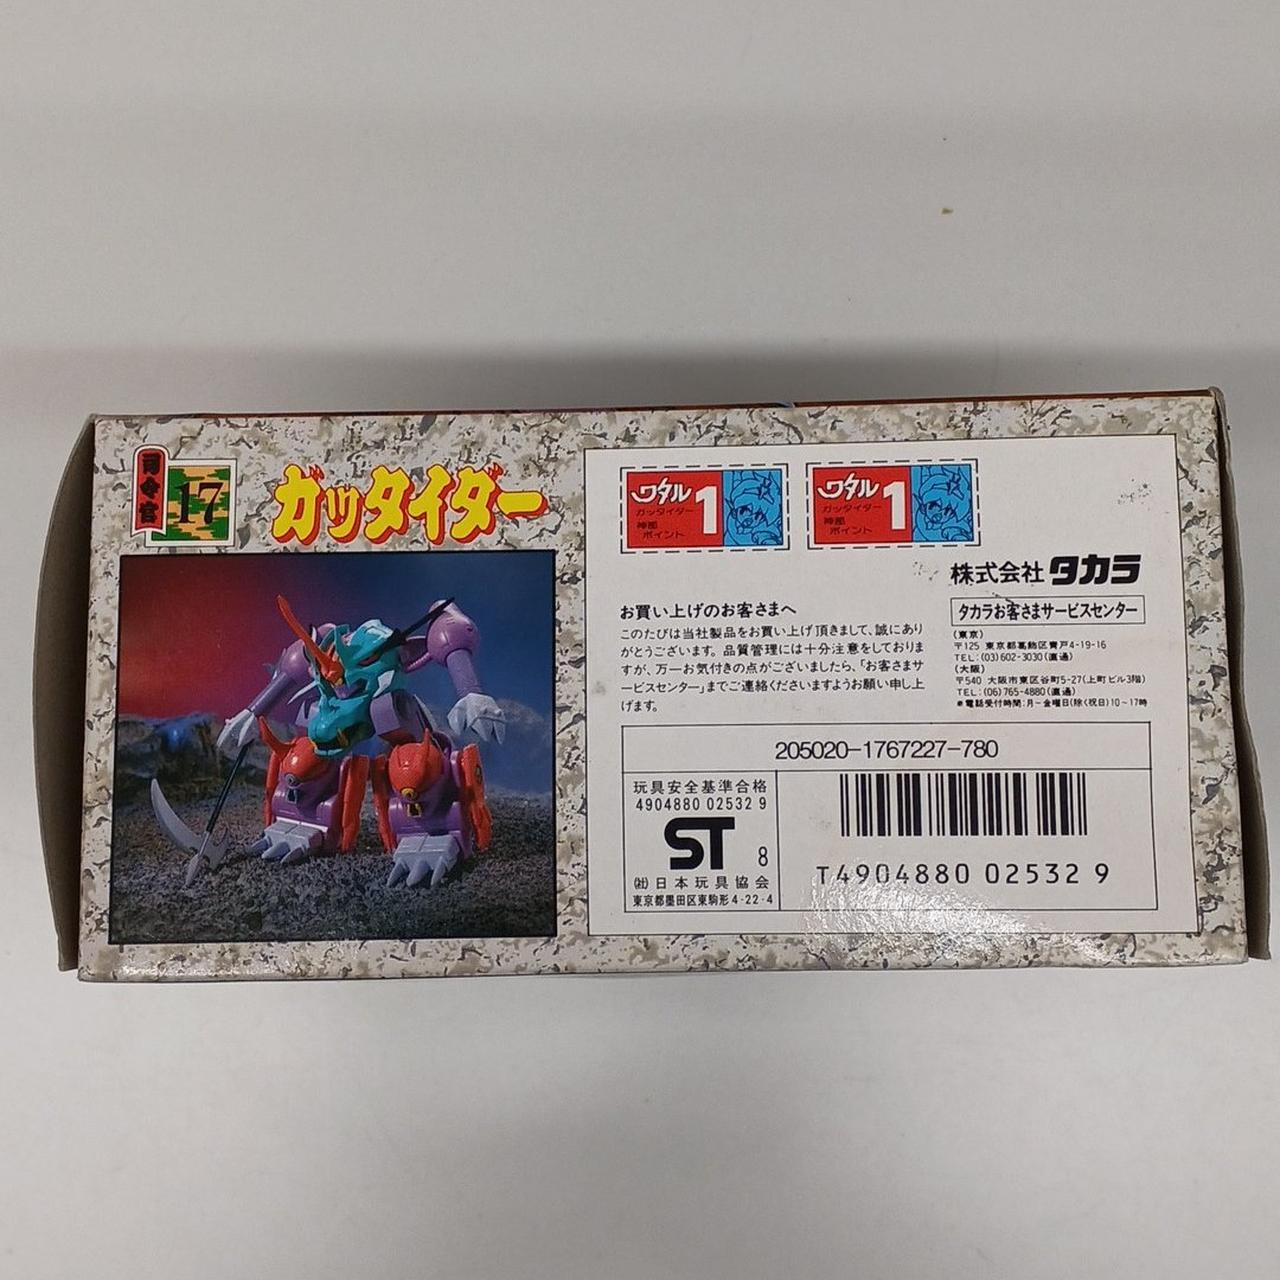 司令官
17
ガッタイダー
ワタル
1
ガッタイダー
神部
ポイント
ワタル
1
ガッタイダー
神部
ポイント
株式会社タカラ
タカラお客さまサービスセンター
お買い上げのお客さまへ
このたびは当社製品をお買い上げ頂きまして、誠にあり
がとうございます。品質管理には十分注意をしております
が、万一お気付きの点がございましたら、「お客さまサ
ービスセンター」までご連絡くださいますようお願い申し上
げます。
(東京)
〒125 東京都葛飾区青戸4-19-16
TEL:(03)602-3030(直通)
(大阪)
〒540 大阪市東区谷町5-27(上町ビル3階)
TEL:(06)765-4880(直通)
※電話受付時間:月~金曜日(除く祝日)10~17時
205020-1767227-780
玩具安全基準合格
4904880 02532 9
ST 8
(社)日本玩具協会
東京都墨田区東駒形4-22-4
T4904880 02532 9